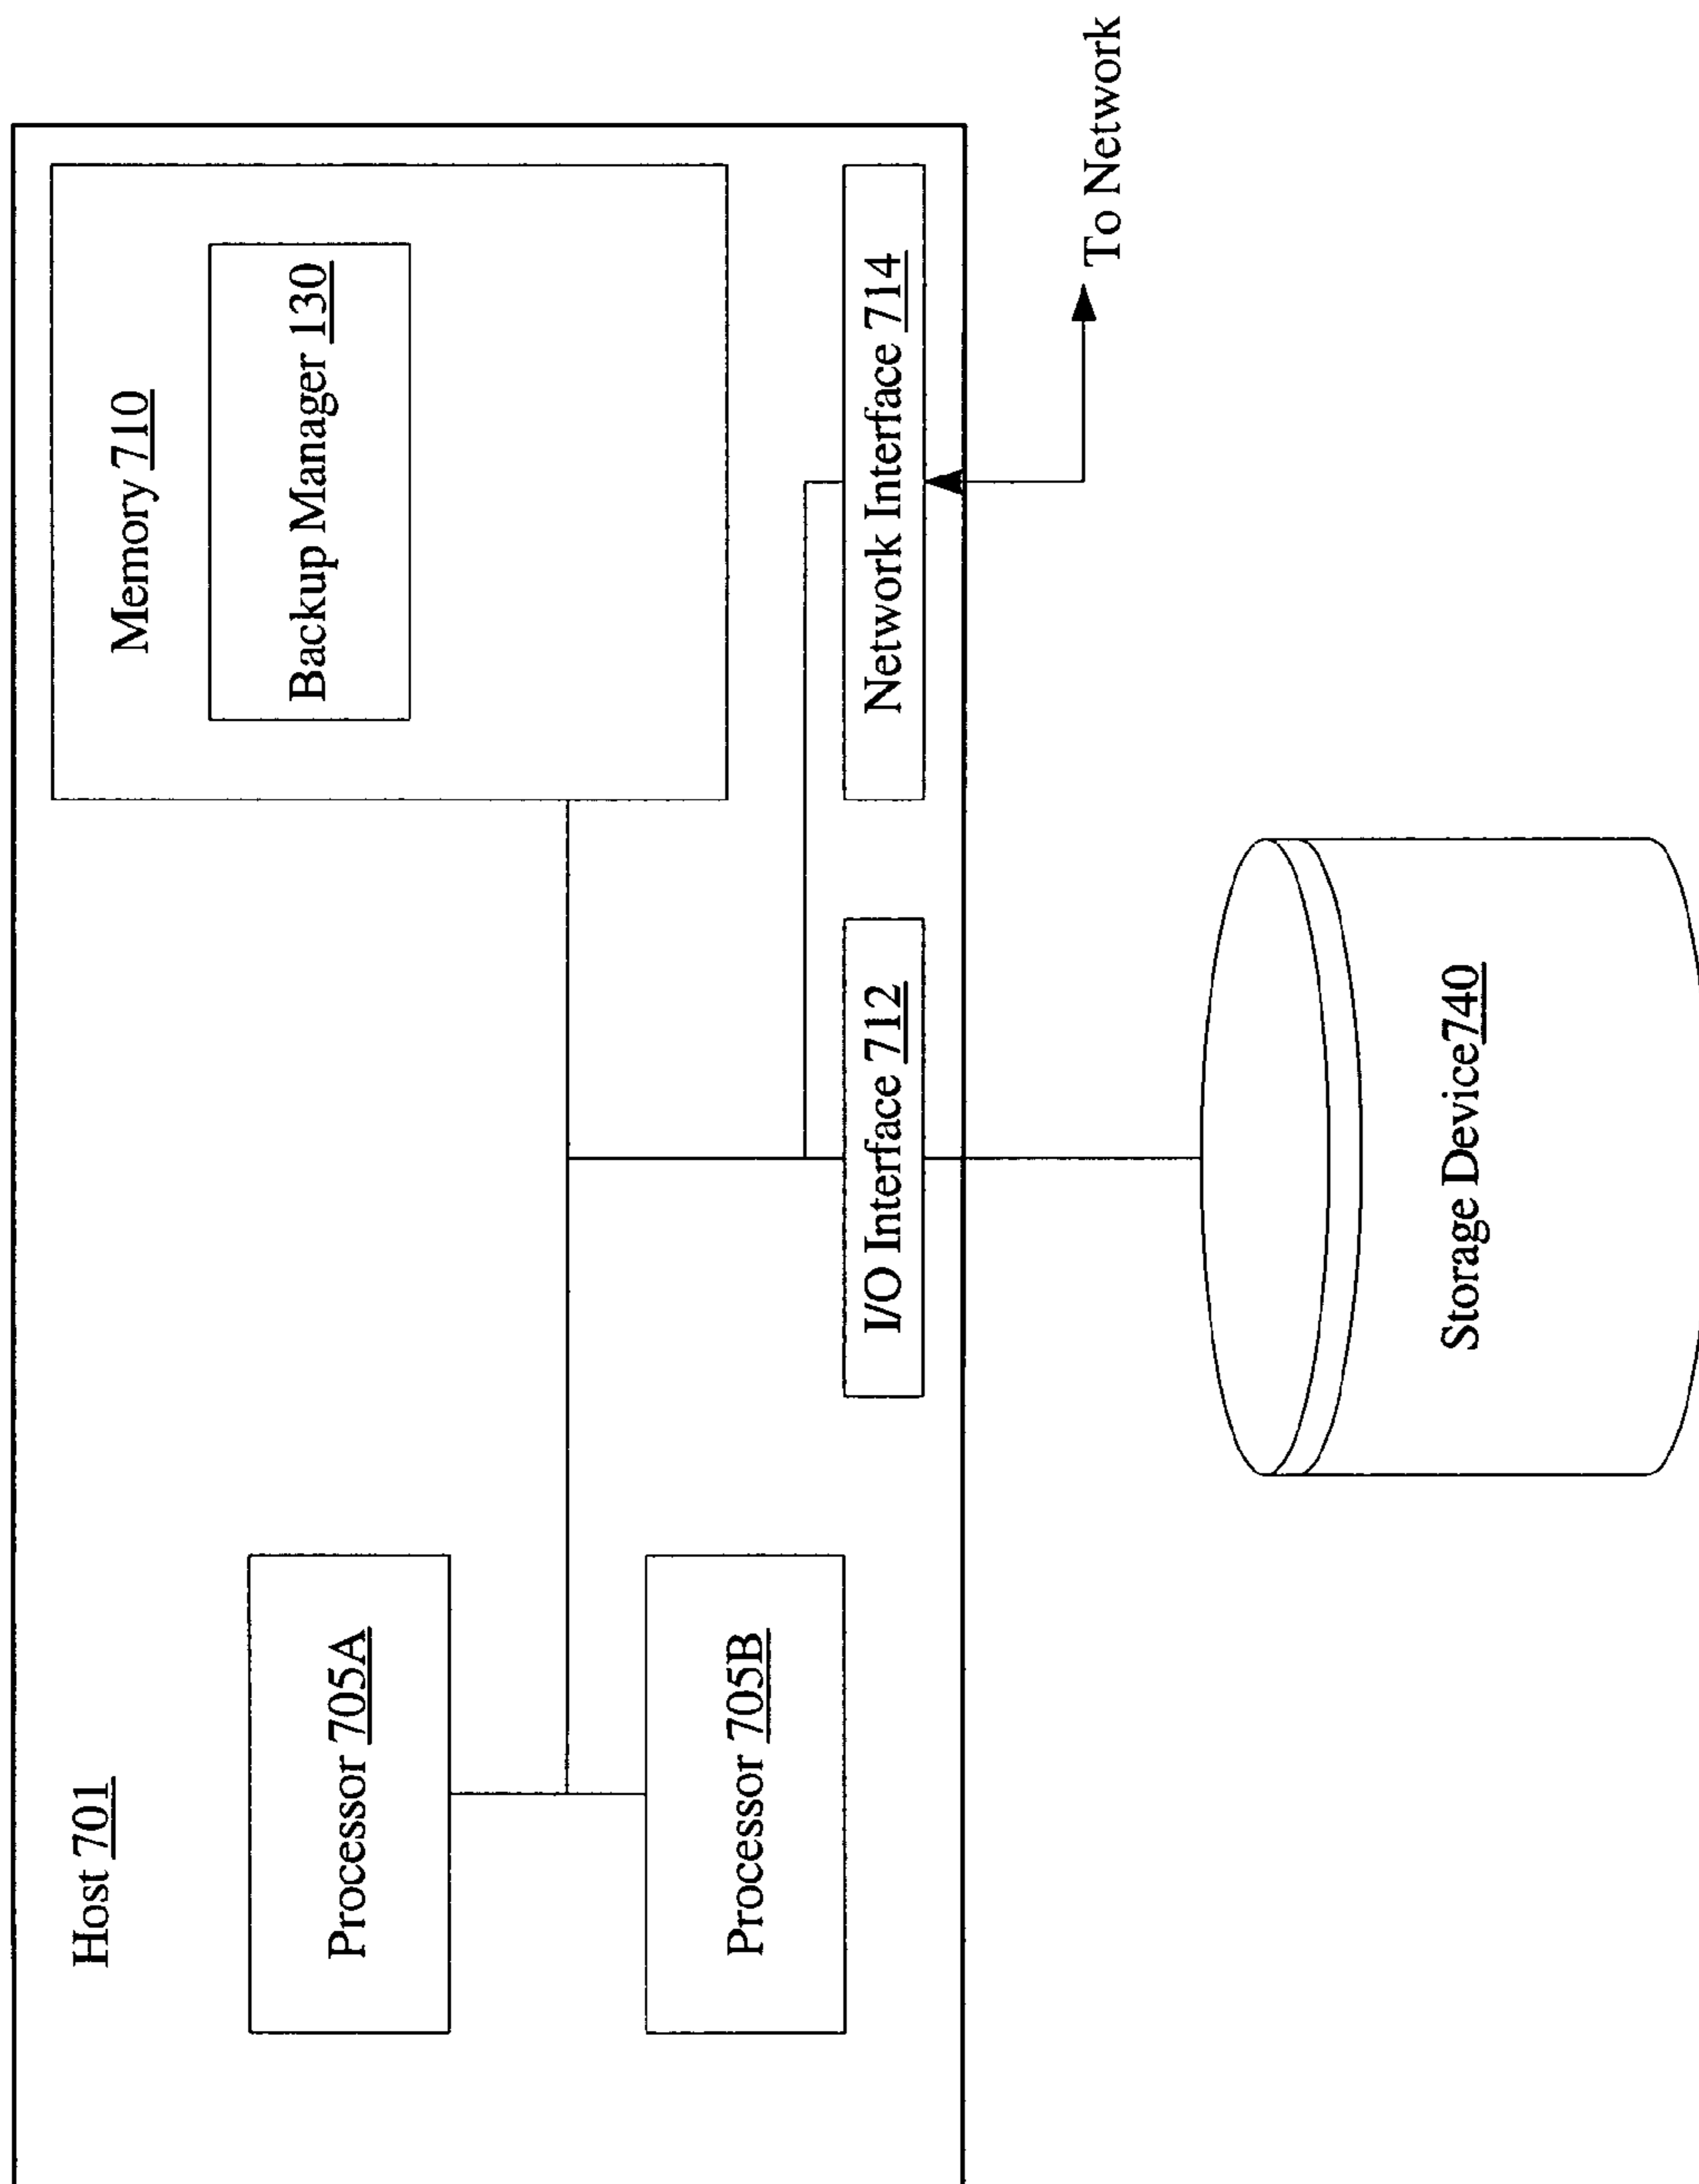 Host 701
Memory 710
Backup Manager 130
Processor 705A
Processor 705B
I/O Interface 712
Network Interface 714
To Network
Storage Device740